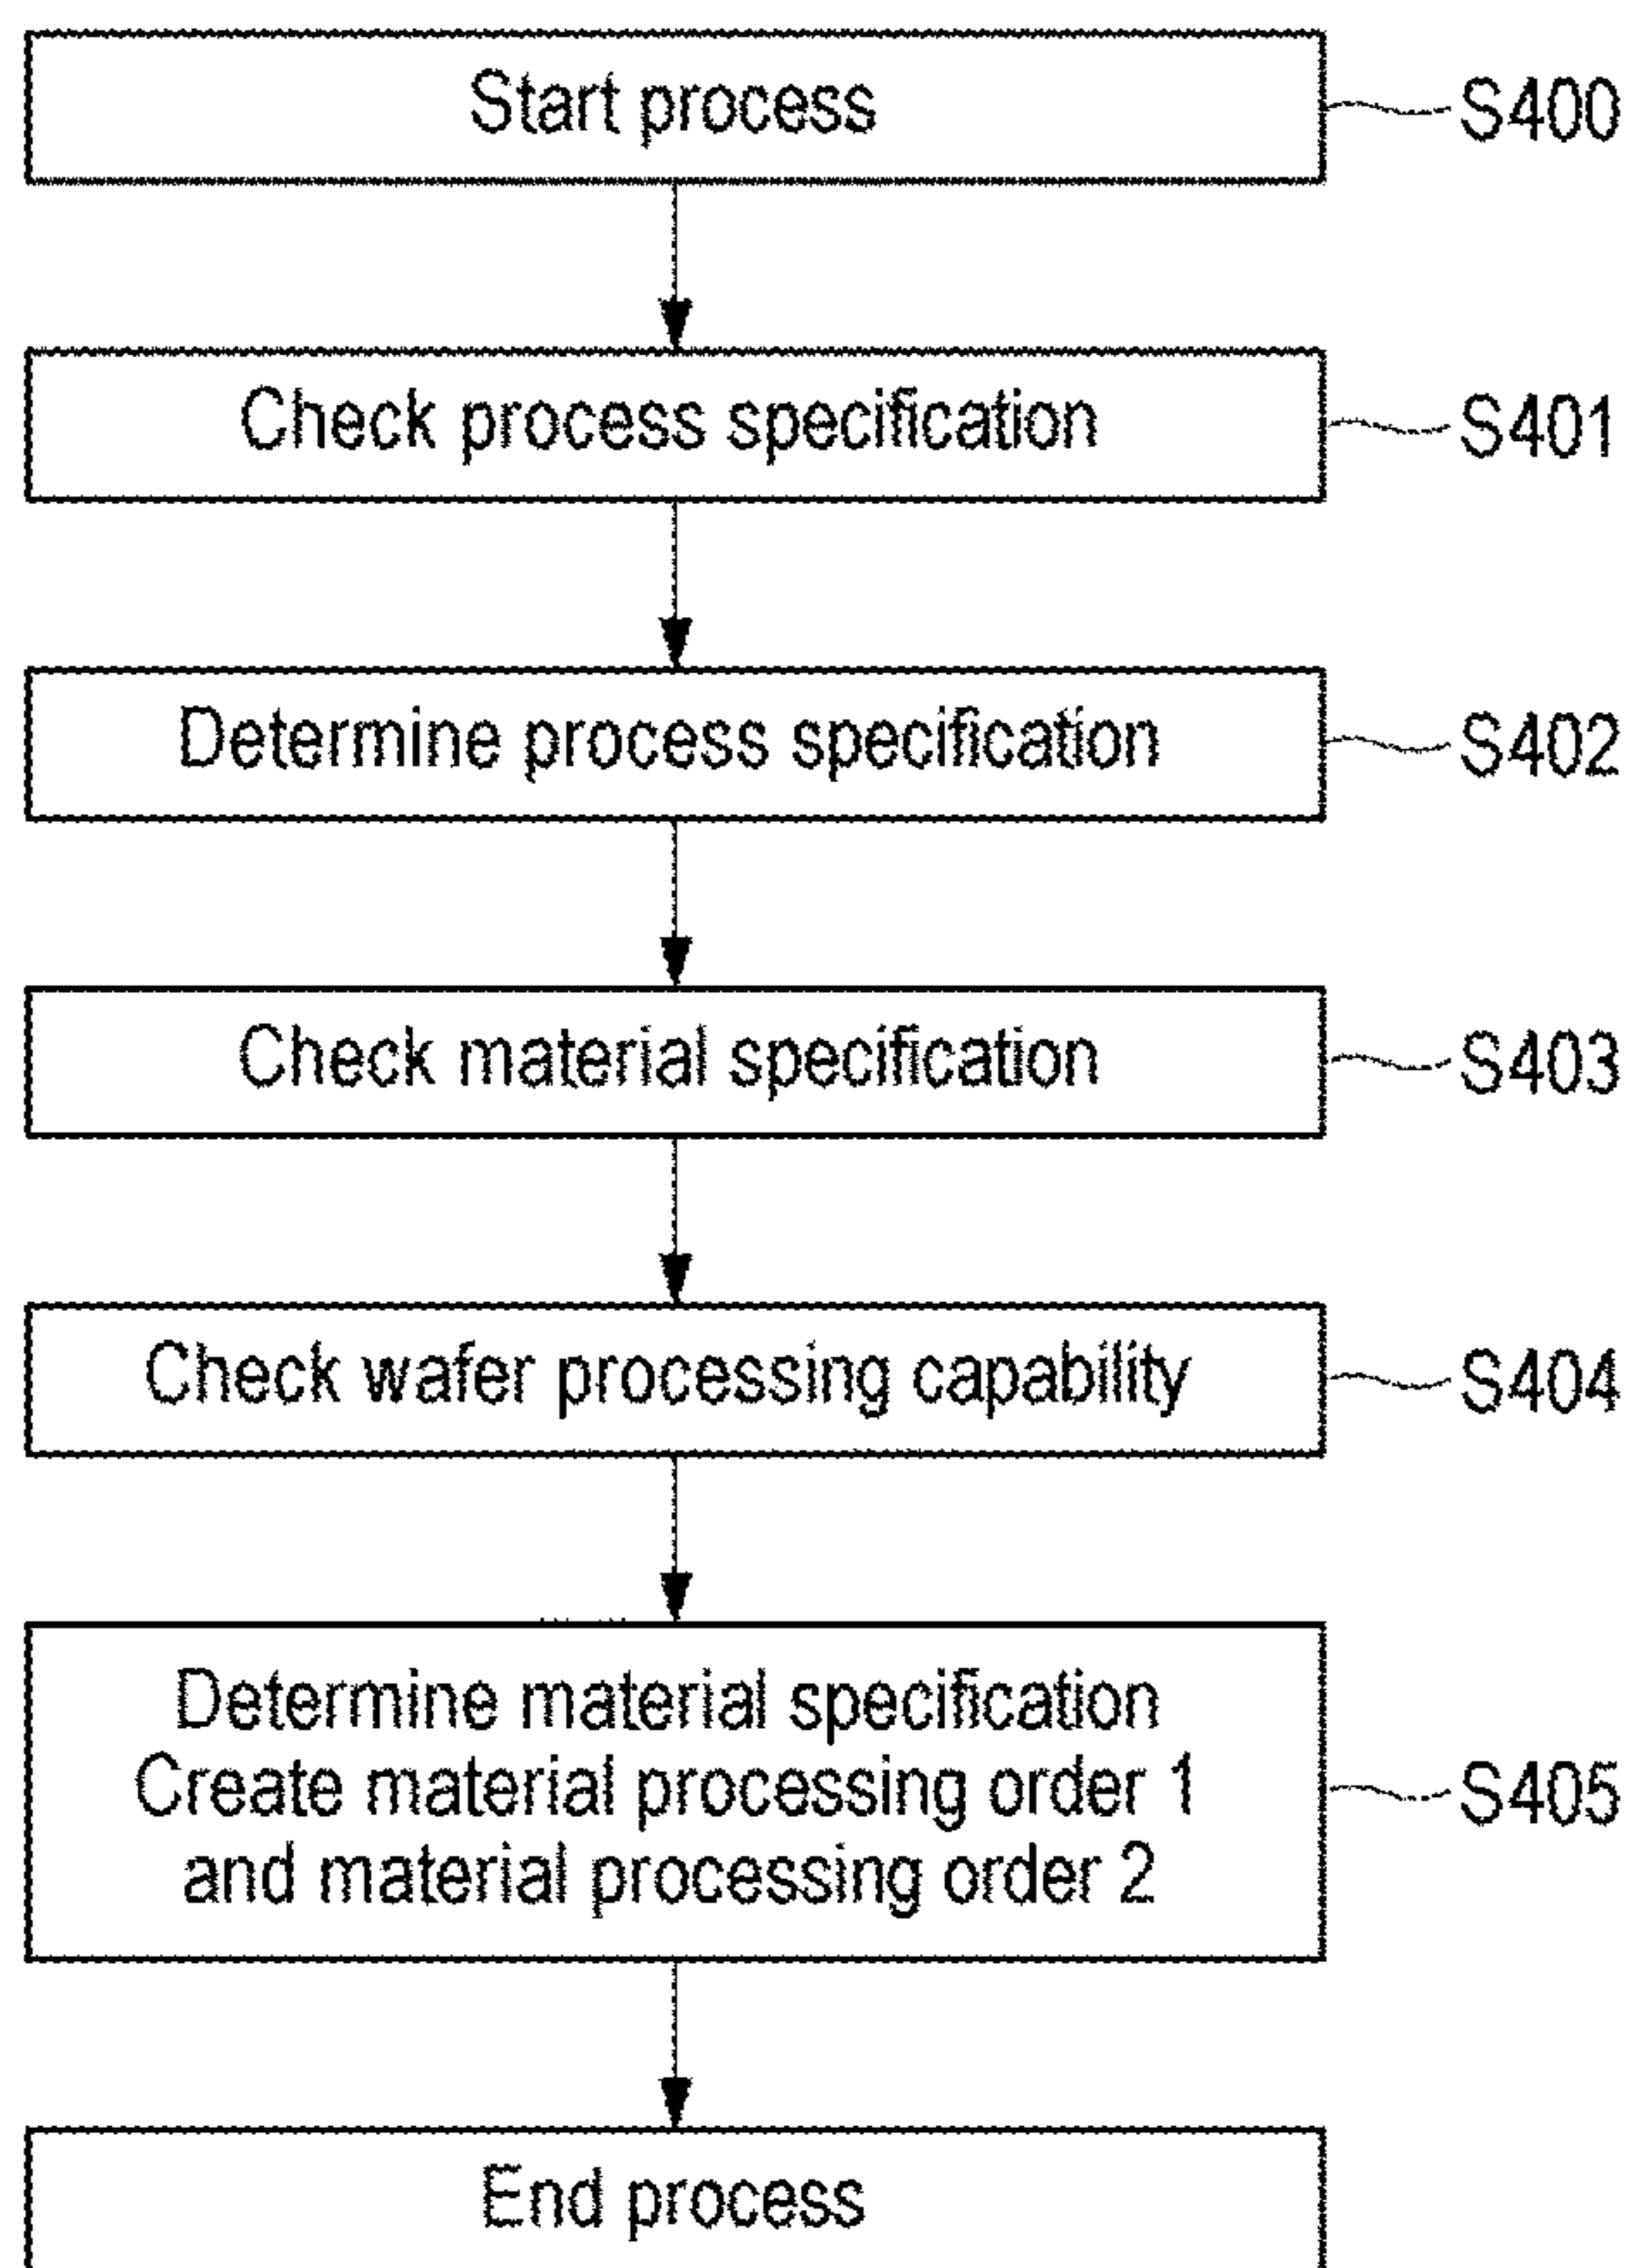 Start process
S400
Check process specification
S401
Determine process specification
S402
Check material specification
S403
Check wafer processing capability
S404
Determine material specification
Create material processing order 1
and material processing order 2
S405
End process